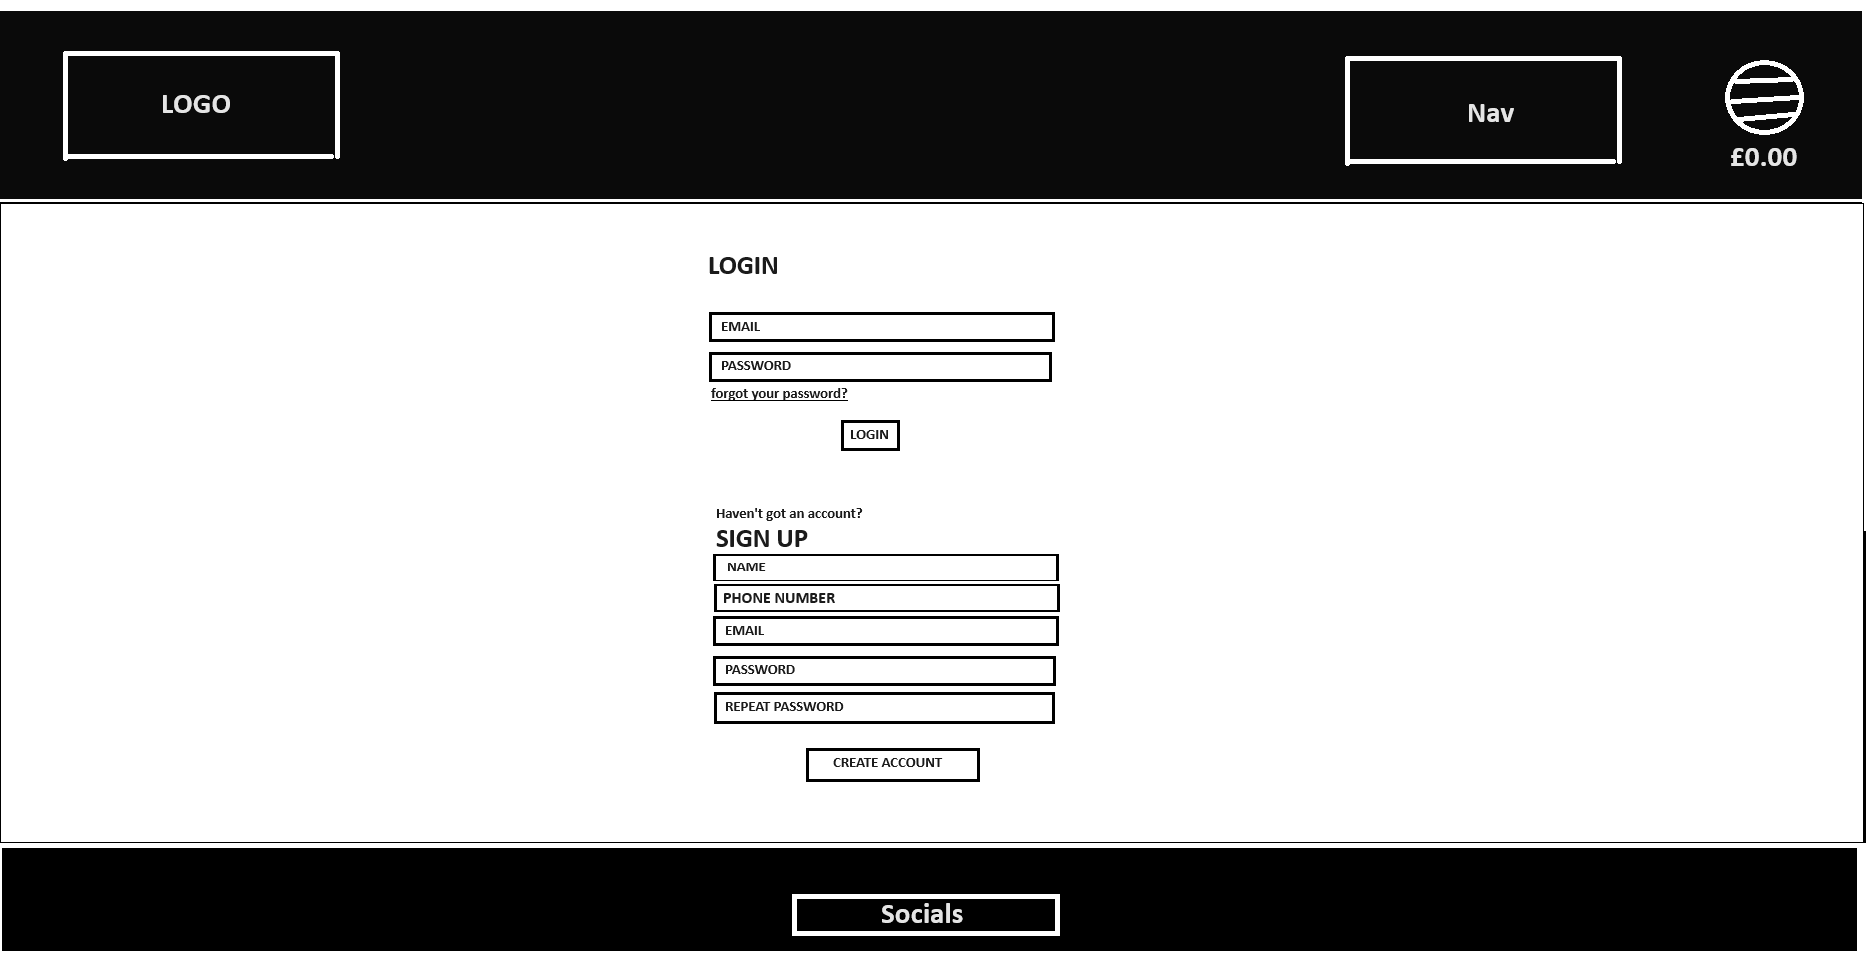 LOGO
Nav
£0.00
LOGIN
EMAIL
PASSWORD
forgot your password?
LOGIN
Haven't got an account?
SIGN UP
NAME
PHONE NUMBER
EMAIL
PASSWORD
REPEAT PASSWORD
CREATE ACCOUNT
Socials